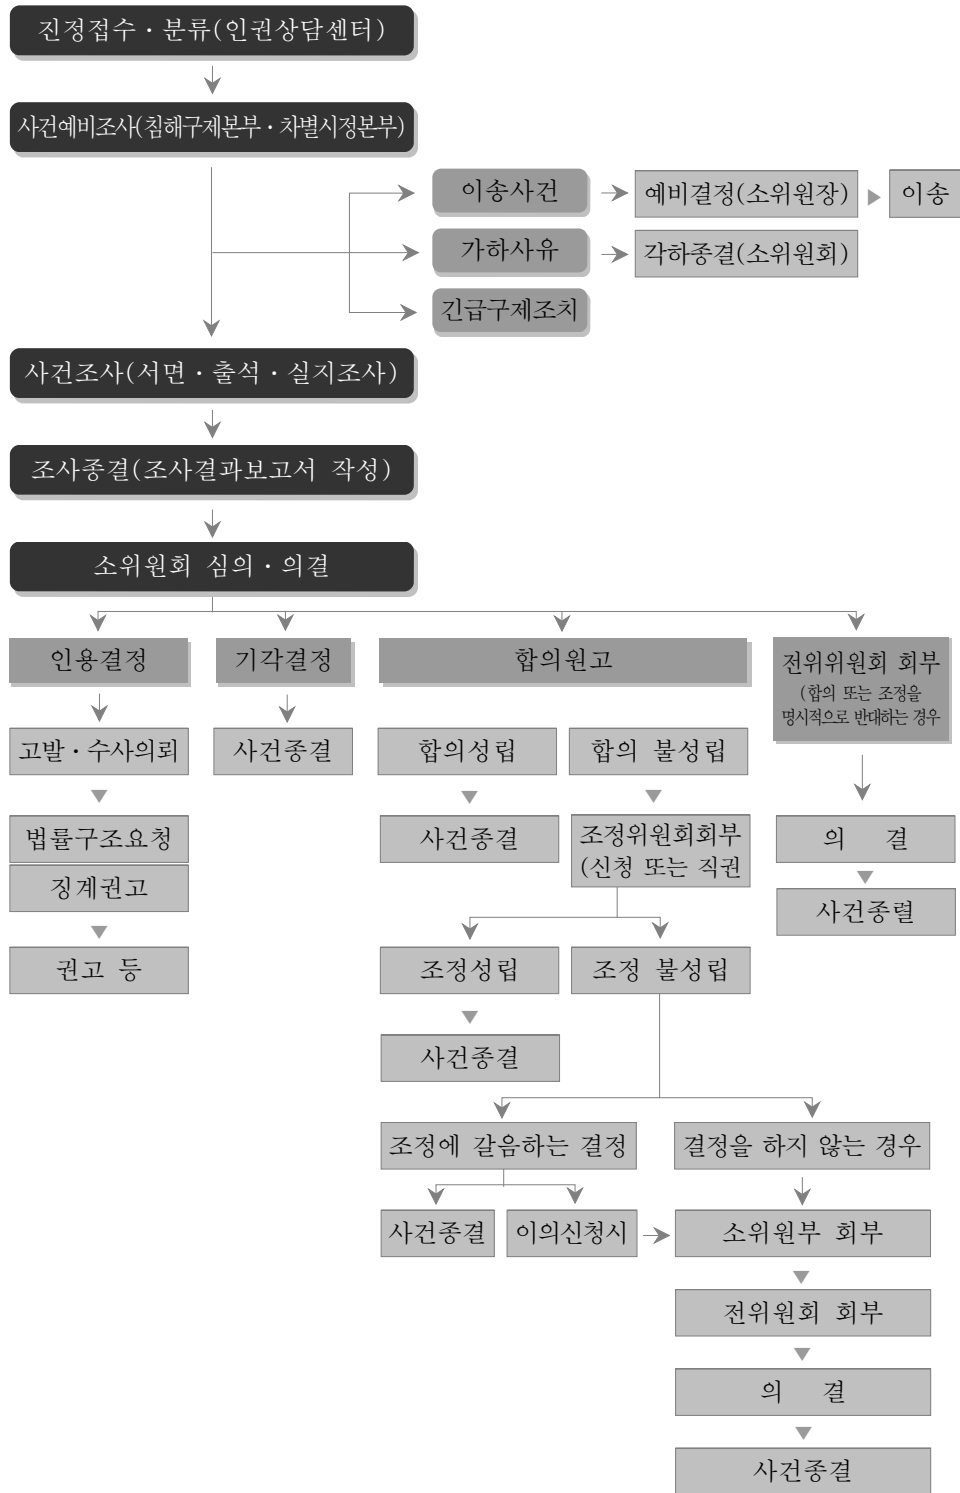 진정접수·분류(인권상담센터)
사건예비조사(침해구제본부·차별시정본부)
이송사건
예비결정(소위원장)
이송
가하사유
각하종결(소위원회)
긴급구제조치
사건조사(서면·출석·실지조사)
조사종결(조사결과보고서 작성)
소위원회 심의·의결
인용결정
기각결정
합의원고
전위위원회 회부
(합의 또는 조정을
명시적으로 반대하는 경우
고발·수사의뢰
사건종결
합의성립
합의 불성립
법률구조요청
징계권고
사건종결
조정위원회회부
(신청 또는 직권
의 결
사건종렬
권고 등
조정성립
조정 불성립
사건종결
조정에 갈음하는 결정
결정을 하지 않는 경우
사건종결
이의신청시
소위원부 회부
전위원회 회부
의 결
사건종결